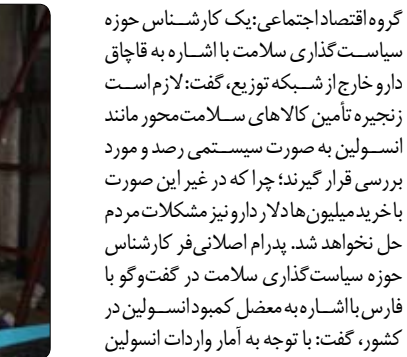 گروه اقتصاد اجتماعی: یک کارشناس حوزه
سیاست‌گذاری سلامت با اشاره به قاچاق
دارو خارج از شبکه توزیع، گفت: لازم است
زنجیره تأمین کالاهای سلامت‌محور مانند
انسولین به صورت سیستمی رصد و مورد
بررسی قرار گیرند؛ چرا که در غیر این صورت
با خرید میلیون‌ها دلار دارو نیز مشکلات مردم
حل نخواهد شد. پدرام اصلانی‌فر کارشناس
حوزه سیاست‌گذاری سلامت در گفت‌وگو با
فارس با اشاره به معضل کمبود انسولین در
کشور، گفت: با توجه به آمار واردات انسولین